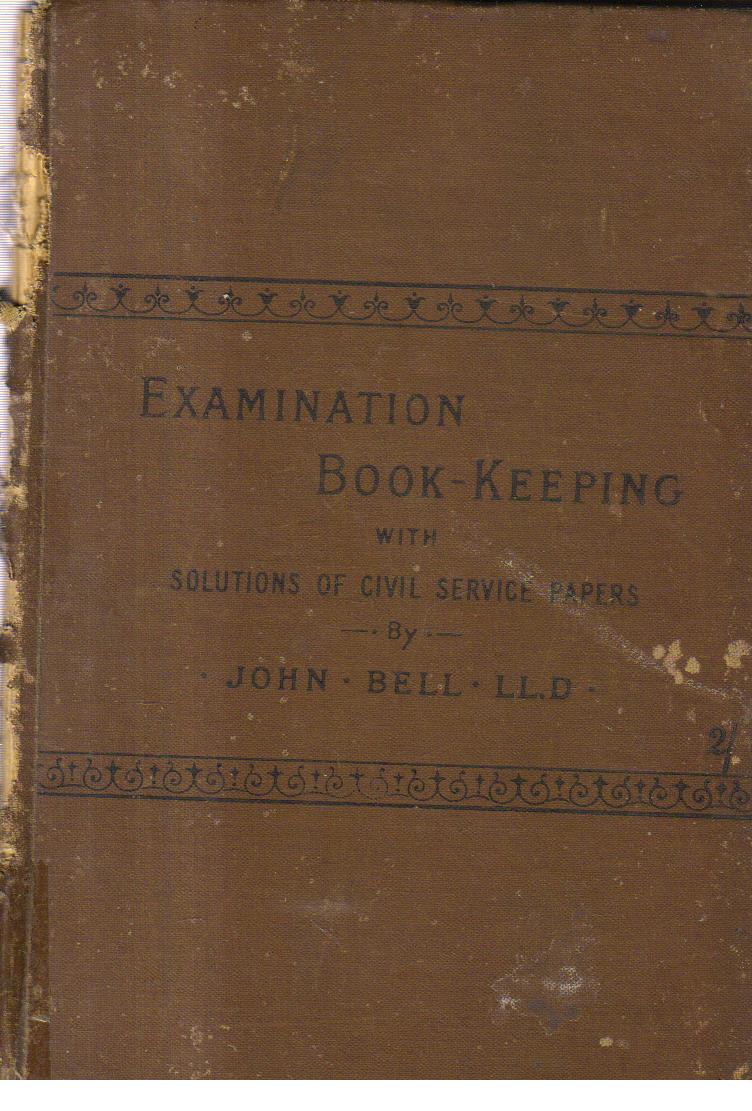 EXAMINATION
BOOK-KEEPING
WITH
SOLUTIONS OF CIVIL SERVICE PAPERS
—· By ·—
· JOHN · BELL · LL.D ·
2/